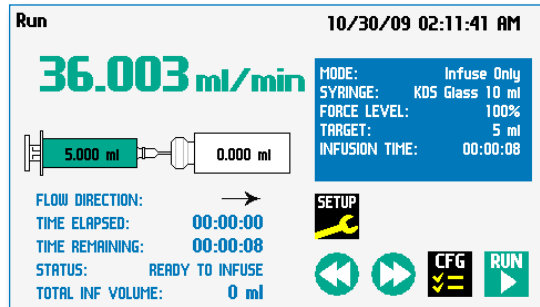 Run
10/30/09 02:11:41 AM
36.003 ml/min
MODE: Infuse Only
SYRINGE: KDS Glass 10 ml
FORCE LEVEL: 100%
TARGET: 5 ml
INFUSION TIME: 00:00:08
5.000 ml
0.000 ml
FLOW DIRECTION:
TIME ELAPSED: 00:00:00
TIME REMAINING: 00:00:08
STATUS: READY TO INFUSE
TOTAL INF VOLUME: 0 ml
SETUP
CFG
RUN